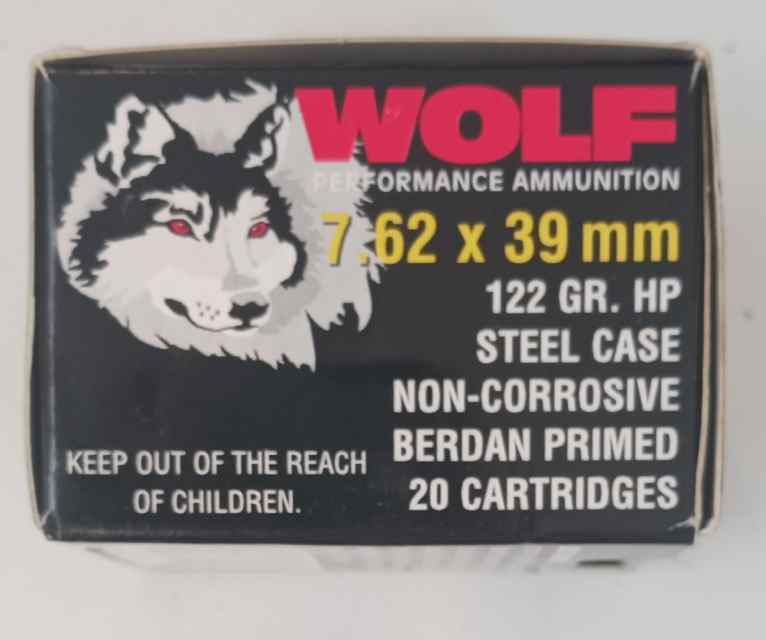 WOLF
PERFORMANCE AMMUNITION
7.62 x 39 mm
122 GR. HP
STEEL CASE
NON-CORROSIVE
BERDAN PRIMED
20 CARTRIDGES
KEEP OUT OF THE REACH
OF CHILDREN.